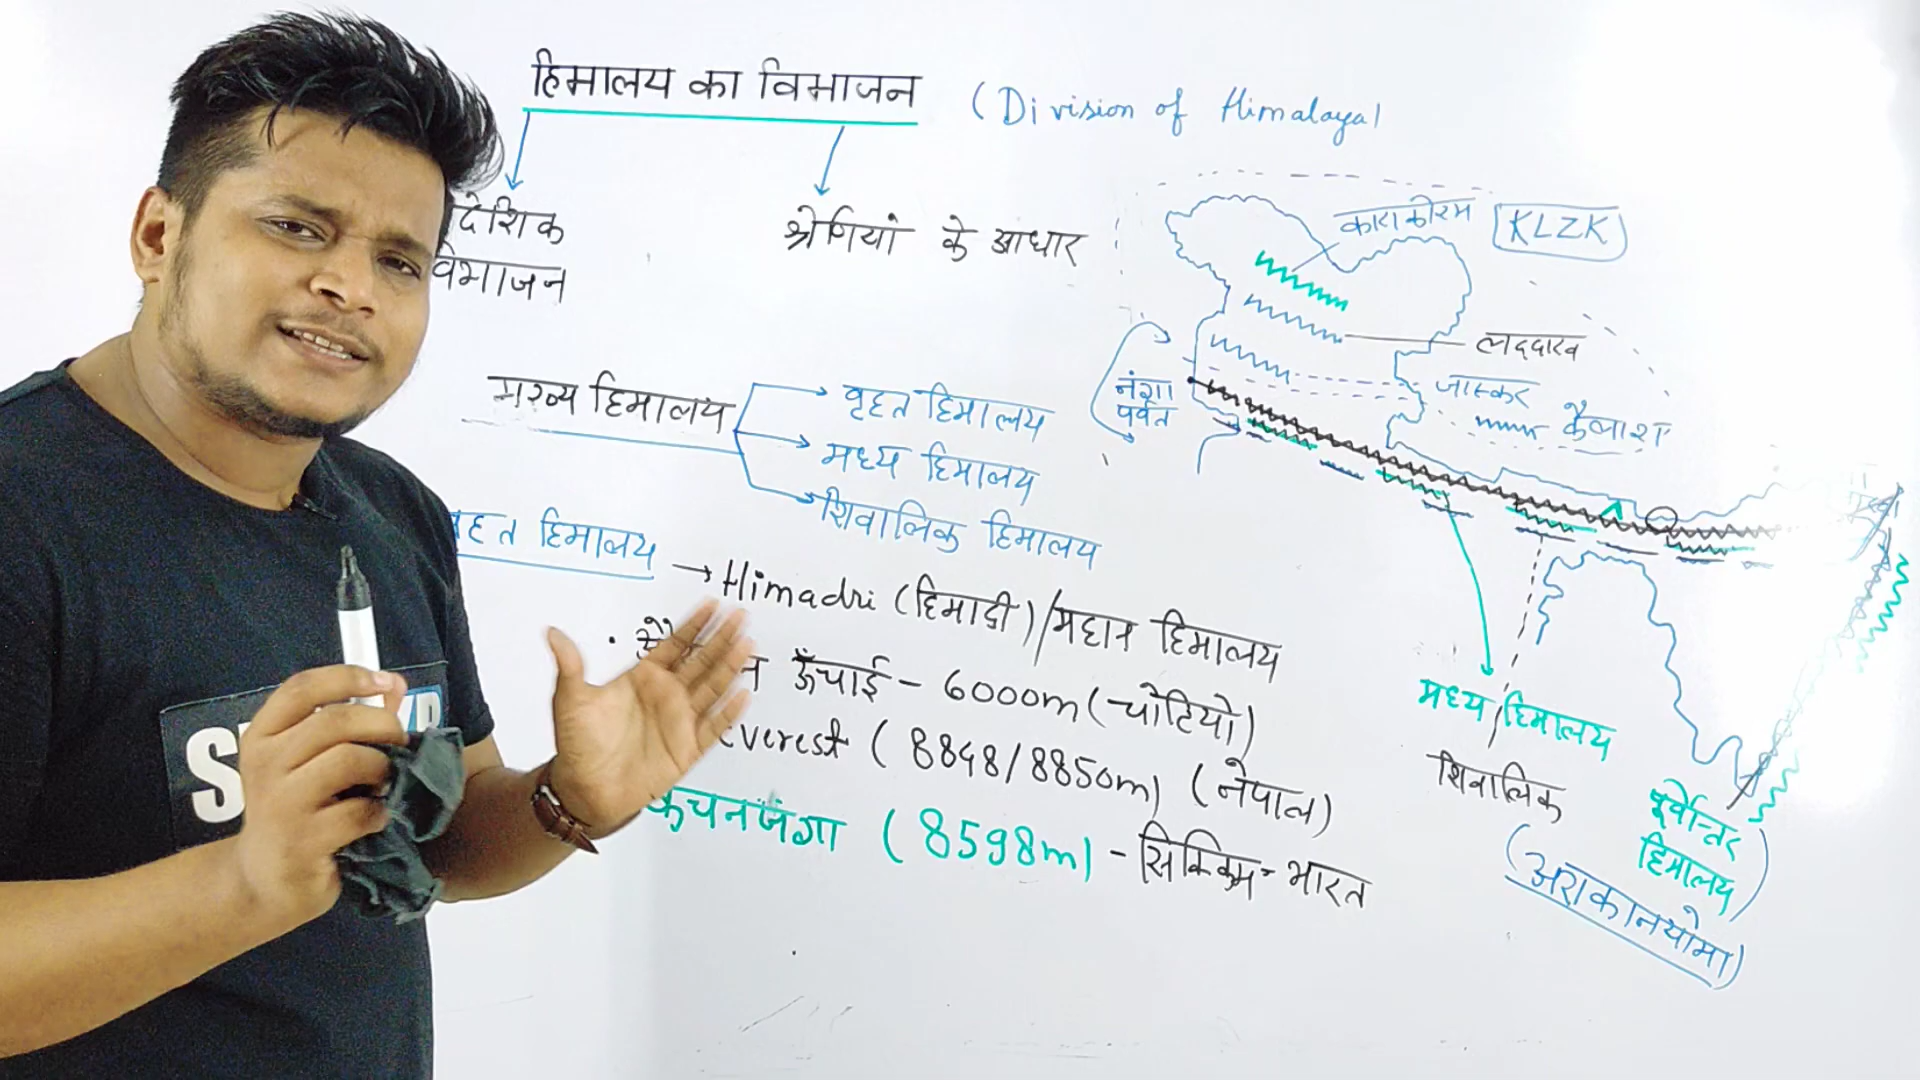 हिमालय का विभाजन (Division of Himalaya)
देशिक
विभाजन
श्रेणियां के आधार
मुख्य हिमालय
वृहत हिमालय
मध्य हिमालय
शिवालिक हिमालय
वृहत हिमालय → Himadri (हिमाद्री) / महान हिमालय
ऊँचाई - 6000m (चोटियो)
Everest (8848/8850m) (नेपाल)
कंचनजंगा (8598m) - सिक्किम - भारत
काराकोरम KLZK
लद्दाख
जास्कर
कैलाश
नंगा
पर्वत
मध्य हिमालय
शिवालिक
पूर्वोत्तर
हिमालय
(अराकानयोमा)